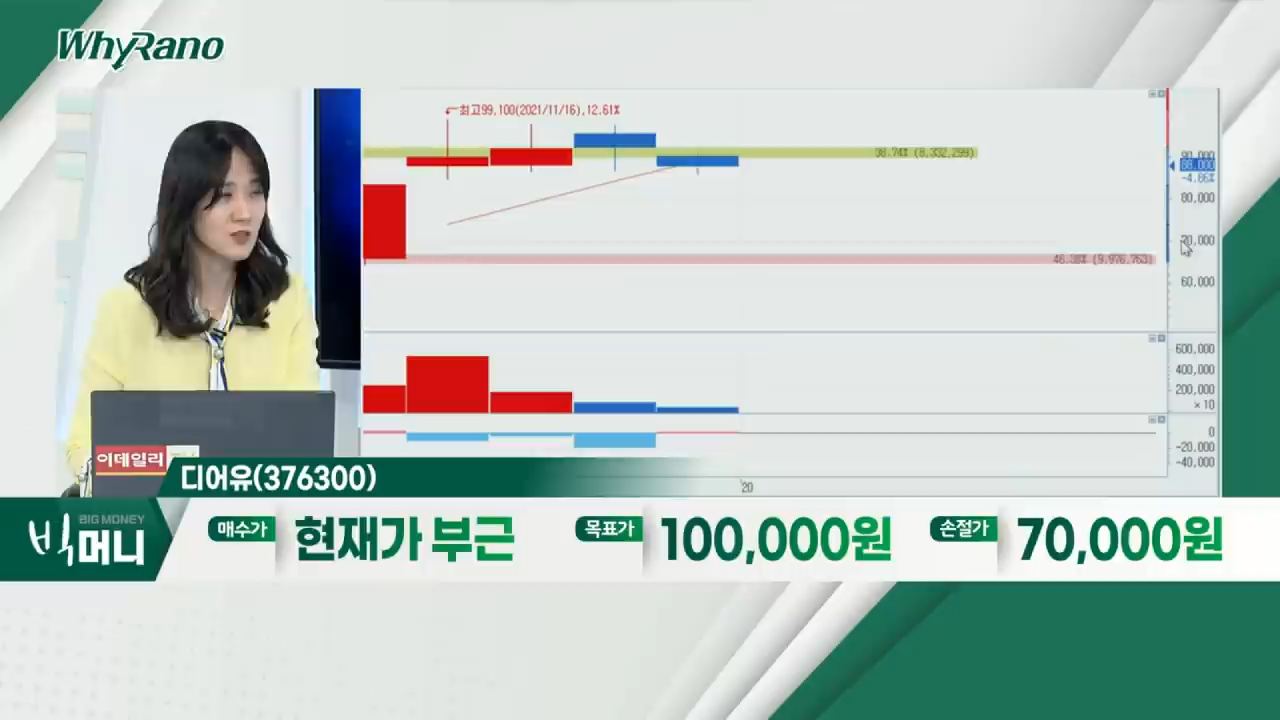 WhyRano
최고99,100(2021/11/16),12.61%
38.74% (8,332,299)
90,000
88,000
-4.86%
80,000
70,000
46.38% (9,976,763)
60,000
600,000
400,000
200,000
×10
0
-20,000
-40,000
20
이데일리
디어유(376300)
BIG MONEY
빅머니
매수가 현재가 부근
목표가 100,000원
손절가 70,000원